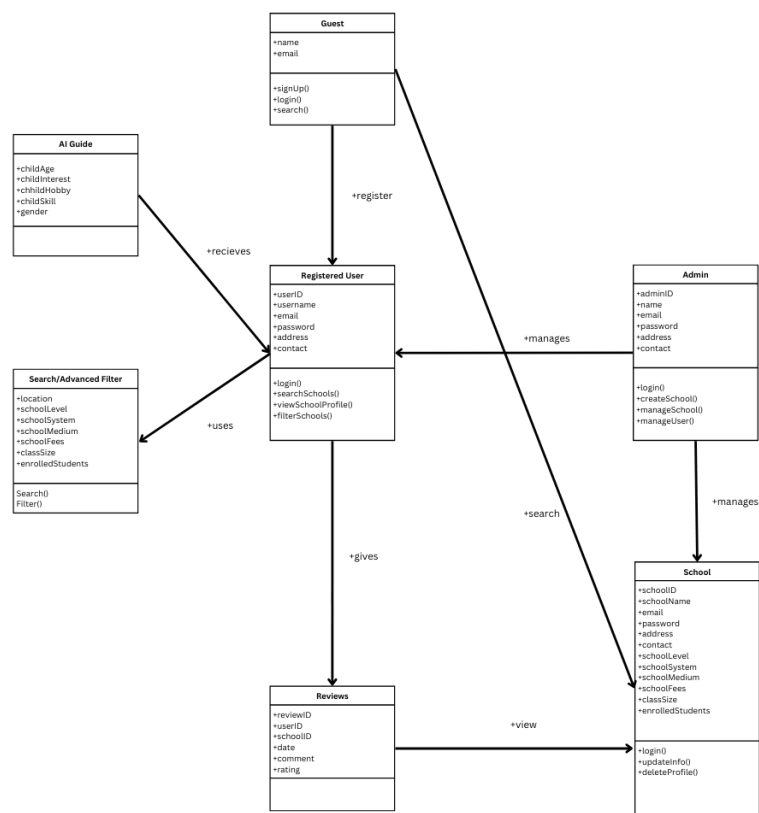 Guest
+name
+email
+signUp()
+login()
+search()
AI Guide
+childAge
+childInterest
+chhildHobby
+childSkill
+gender
+register
+recieves
Registered User
+userID
+username
+email
+password
+address
+contact
+login()
+searchSchools()
+viewSchoolProfile()
+filterSchools()
Admin
+adminID
+name
+email
+password
+address
+contact
+login()
+createSchool()
+manageSchool()
+manageUser()
+manages
Search/Advanced Filter
+location
+schoolLevel
+schoolSystem
+schoolMedium
+schoolFees
+classSize
+enrolledStudents
Search()
Filter()
+uses
+search
+manages
+gives
School
+schoolID
+schoolName
+email
+password
+address
+contact
+schoolLevel
+schoolSystem
+schoolMedium
+schoolFees
+classSize
+enrolledStudents
+login()
+updateInfo()
+deleteProfile()
Reviews
+reviewID
+userID
+schoolID
+date
+comment
+rating
+view